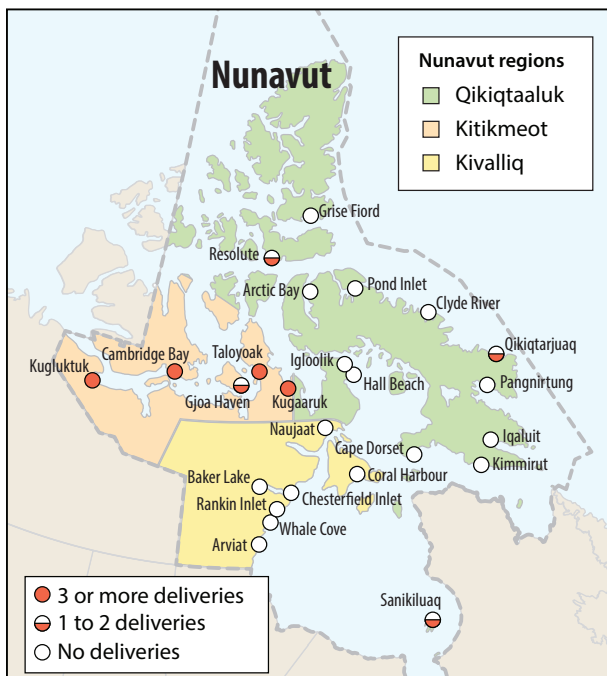 Nunavut
Nunavut regions
Qikiqtaaluk
Kitikmeot
Kivalliq
Grise Fiord
Resolute
Arctic Bay
Pond Inlet
Clyde River
Qikiqtarjuaq
Pangnirtung
Igloolik
Hall Beach
Taloyoak
Cambridge Bay
Kugluktuk
Gjoa Haven
Kugaaruk
Naujaat
Cape Dorset
Iqaluit
Kimmirut
Coral Harbour
Baker Lake
Chesterfield Inlet
Rankin Inlet
Whale Cove
Arviat
Sanikiluaq
3 or more deliveries
1 to 2 deliveries
No deliveries